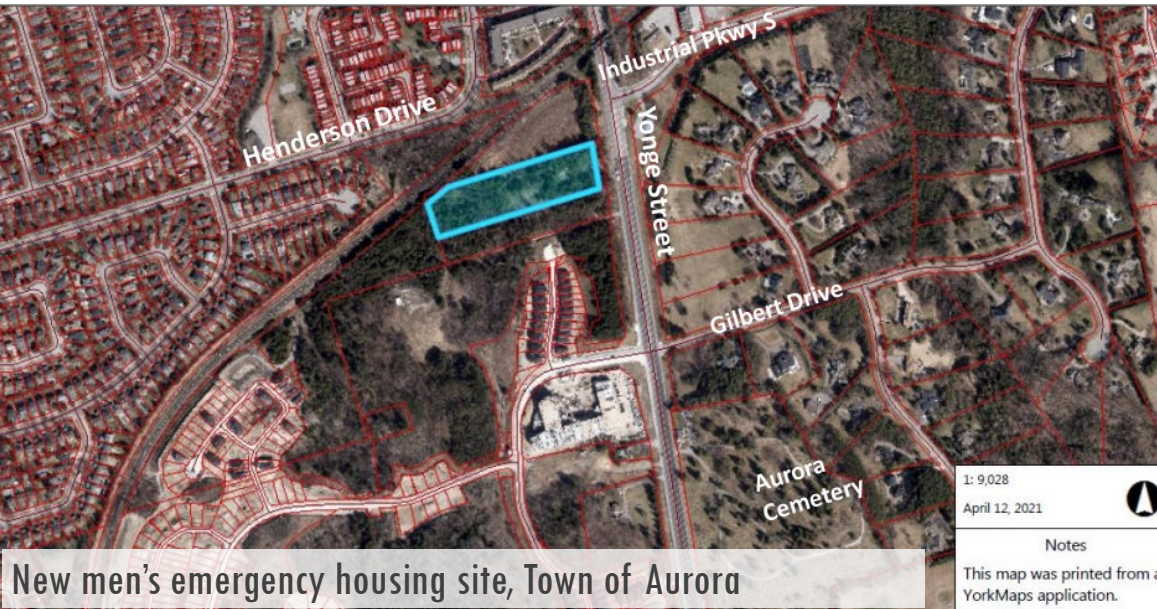 Industrial Pkwy S
Henderson Drive
Yonge Street
Gilbert Drive
Aurora
Cemetery
1: 9,028
April 12, 2021
Notes
This map was printed from a
YorkMaps application.
New men's emergency housing site, Town of Aurora